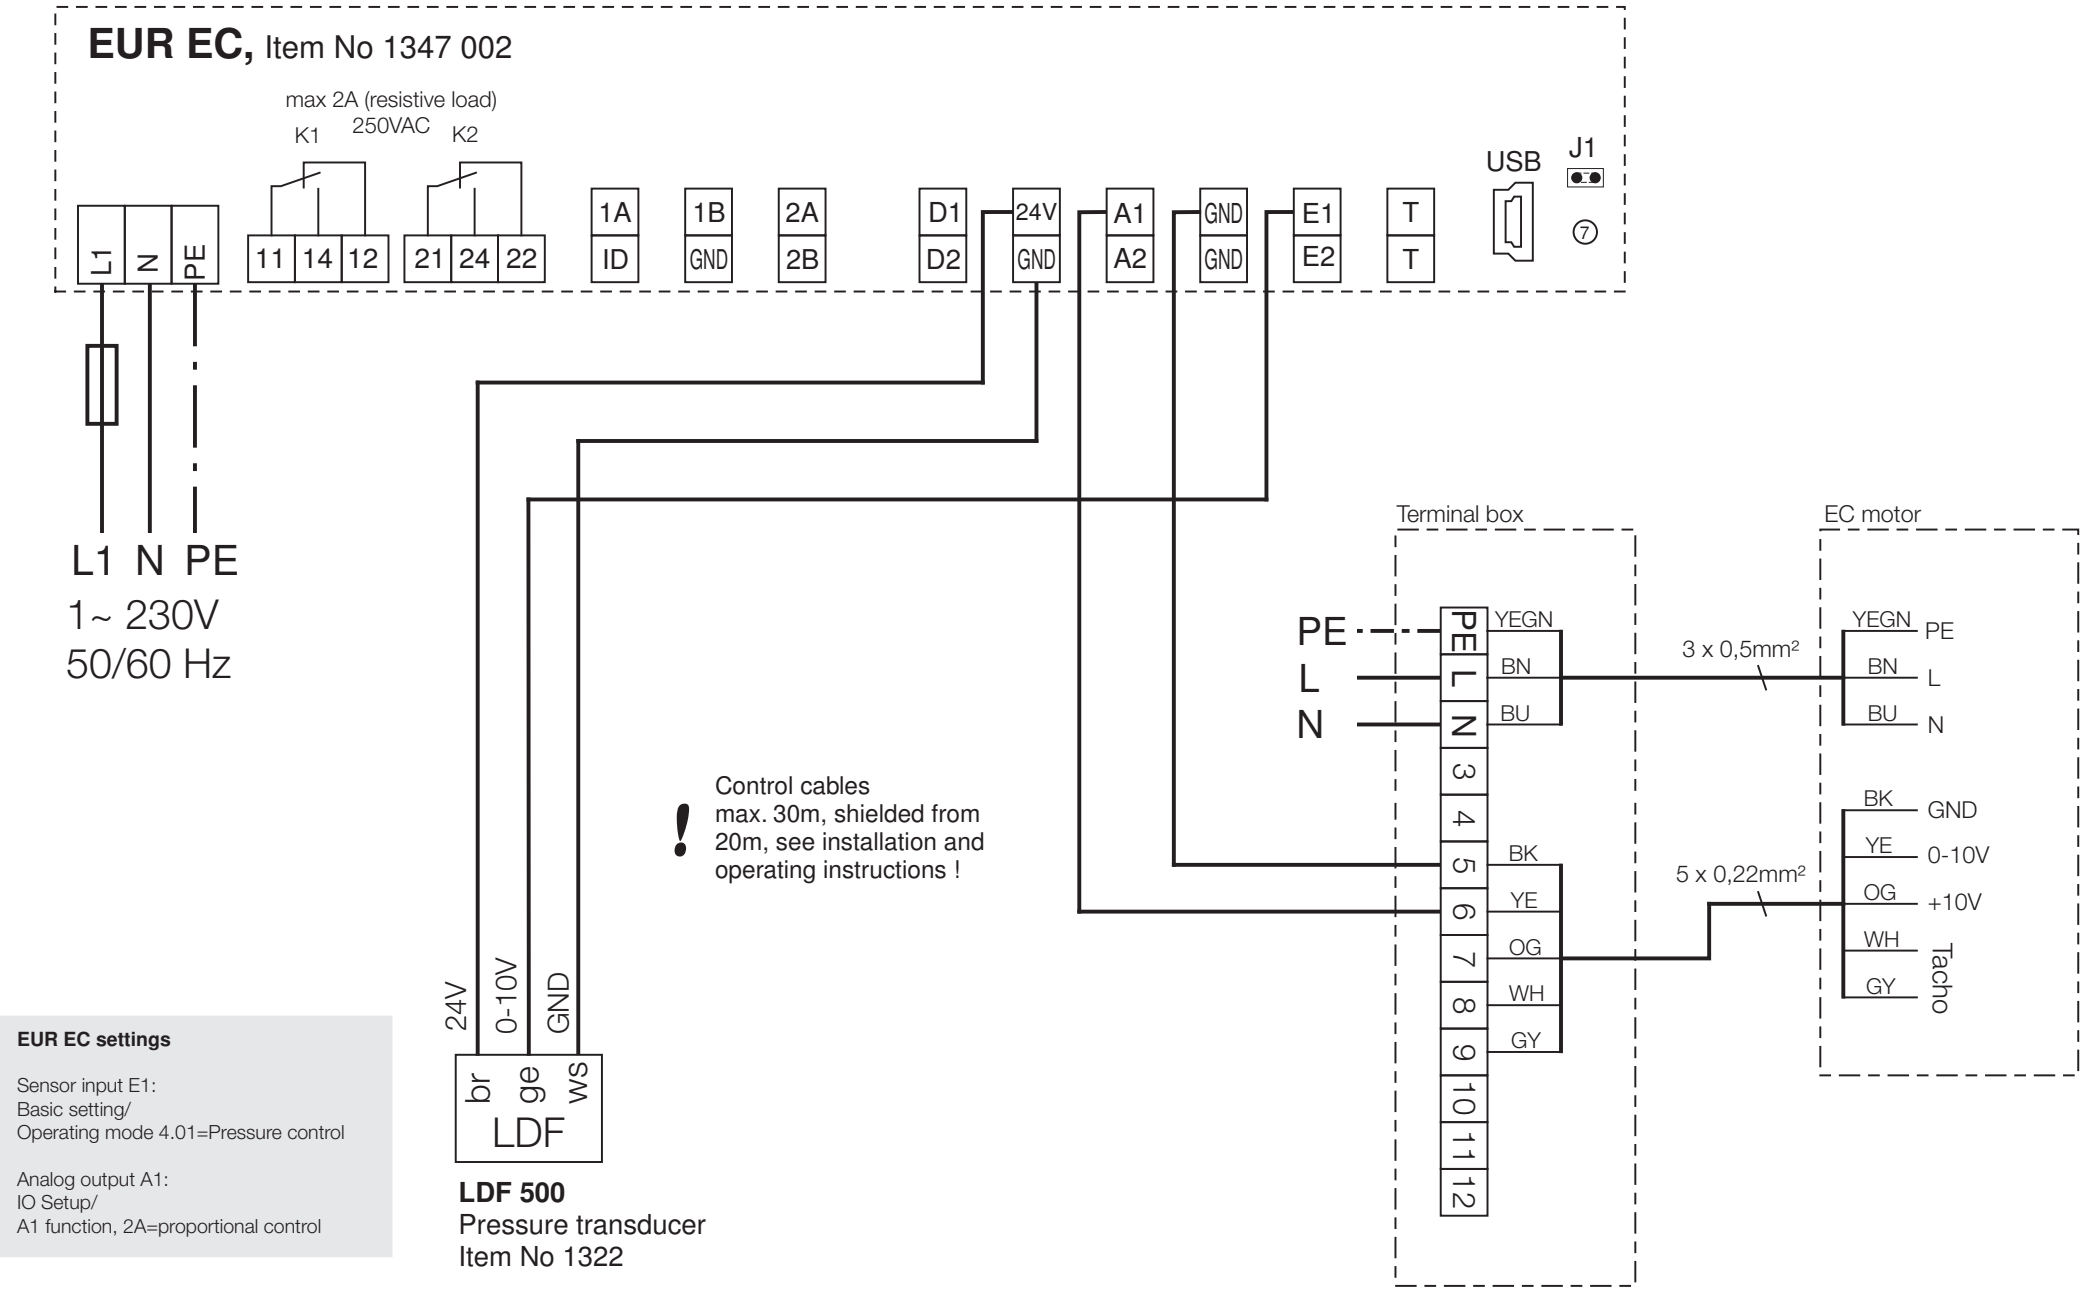 EUR EC, Item No 1347 002
max 2A (resistive load)
250VAC
K1
K2
USB
J1
7
L1 N PE
11 14 12
21 24 22
1A
ID
1B
GND
2A
2B
D1
D2
24V
GND
A1
A2
GND
GND
E1
E2
T
T
L1 N PE
1~ 230V
50/60 Hz
Terminal box
EC motor
PE
L
N
PE
L
N
3
4
5
6
7
8
9
10
11
12
YEGN
BN
BU
BK
YE
OG
WH
GY
3 x 0,5mm²
5 x 0,22mm²
YEGN PE
BN L
BU N
BK GND
YE 0-10V
OG +10V
WH
GY
Tacho
Control cables
! max. 30m, shielded from
20m, see installation and
operating instructions !
24V
0-10V
GND
br
ge
ws
LDF
LDF 500
Pressure transducer
Item No 1322
EUR EC settings
Sensor input E1:
Basic setting/
Operating mode 4.01=Pressure control
Analog output A1:
IO Setup/
A1 function, 2A=proportional control